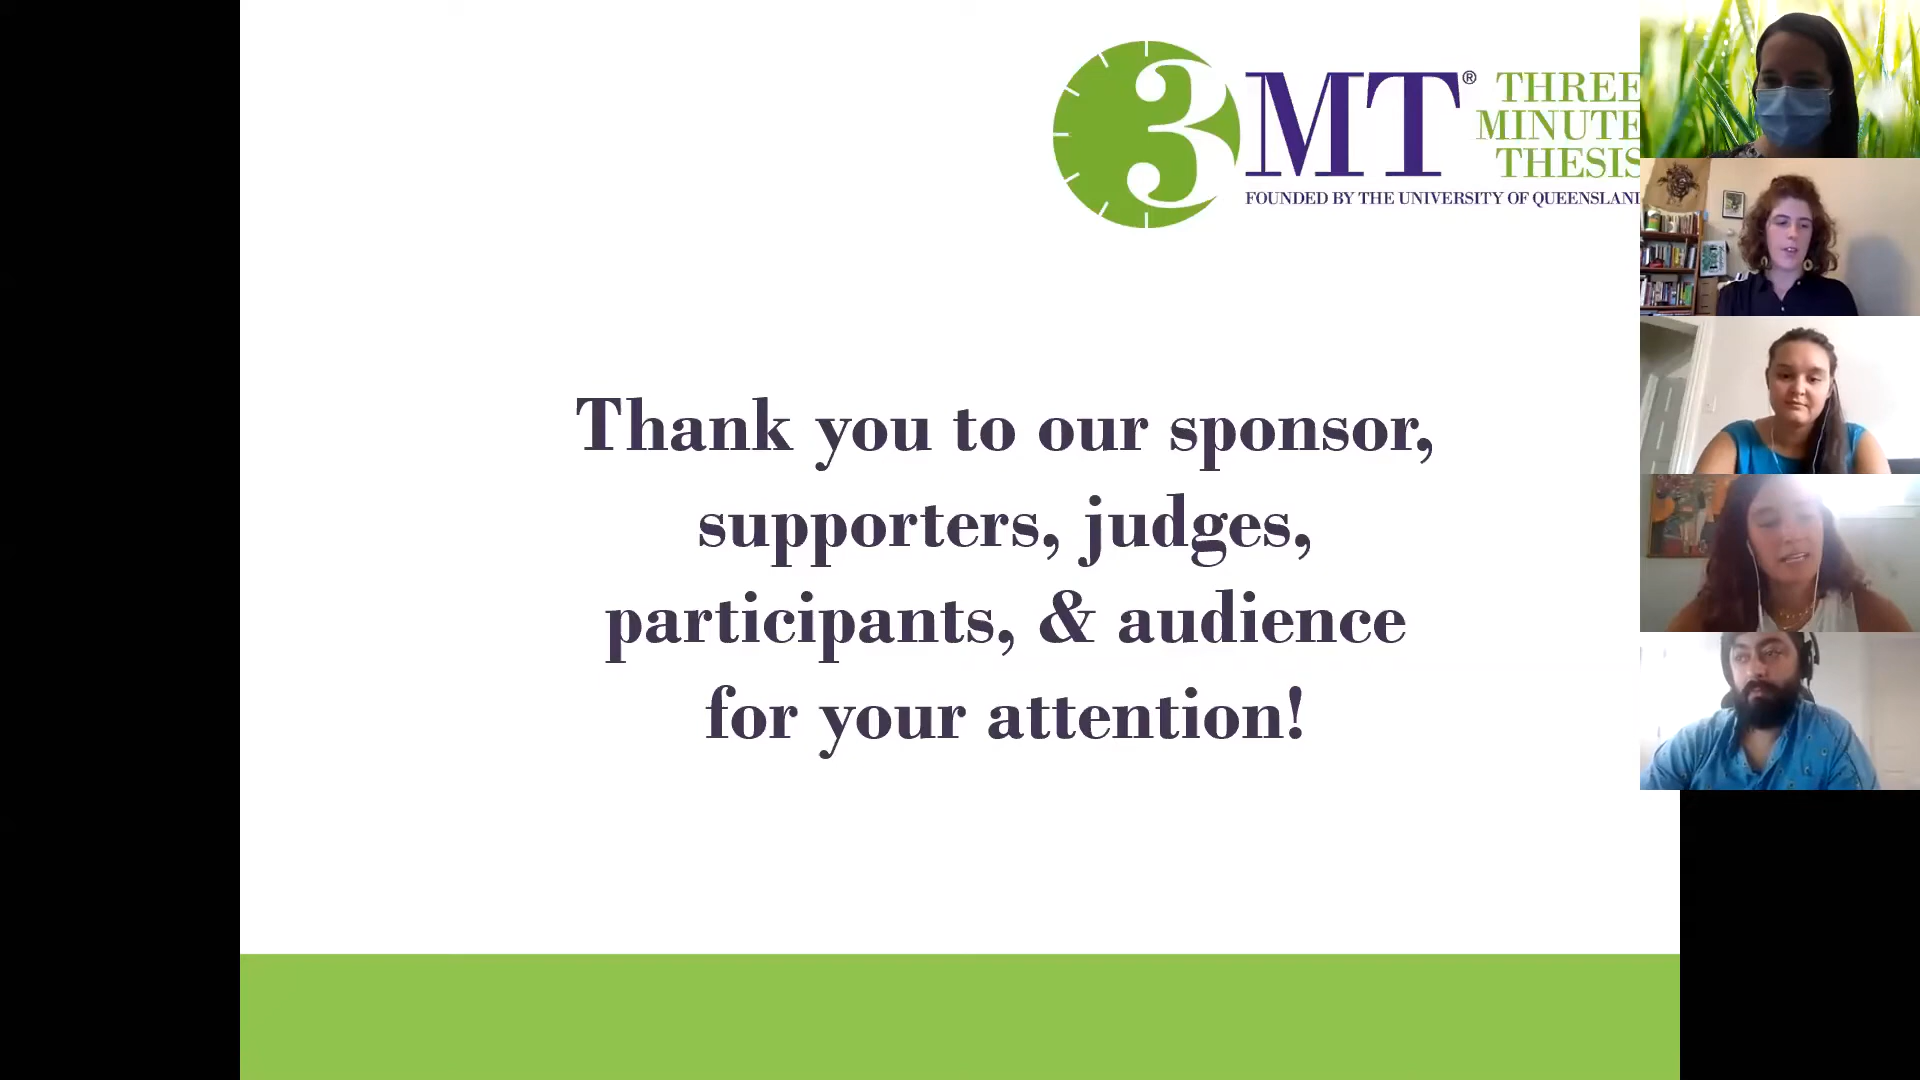 3MT®
THREE
MINUTE
THESIS
FOUNDED BY THE UNIVERSITY OF QUEENSLAND
Thank you to our sponsor,
supporters, judges,
participants, & audience
for your attention!